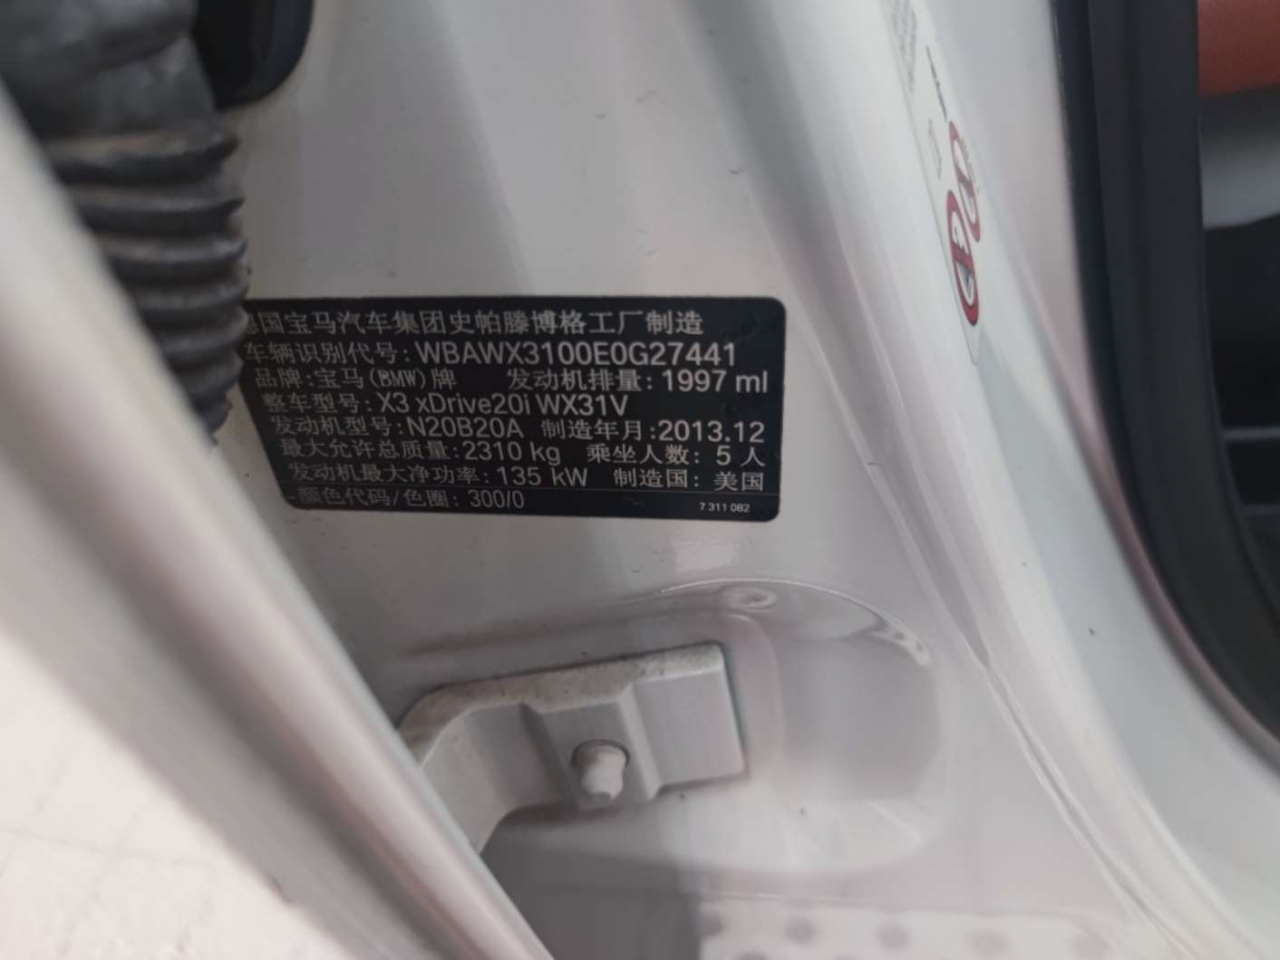 国宝马汽车集团史帕滕博格工厂制造
车辆识别代号: WBAWX3100E0G27441
品牌: 宝马(BMW)牌 发动机排量: 1997 ml
整车型号: X3 xDrive20i WX31V
发动机型号: N20B20A 制造年月: 2013.12
最大允许总质量: 2310 kg 乘坐人数: 5 人
发动机最大净功率: 135 kW 制造国: 美国
颜色代码/色圈: 300/0
7 311 082